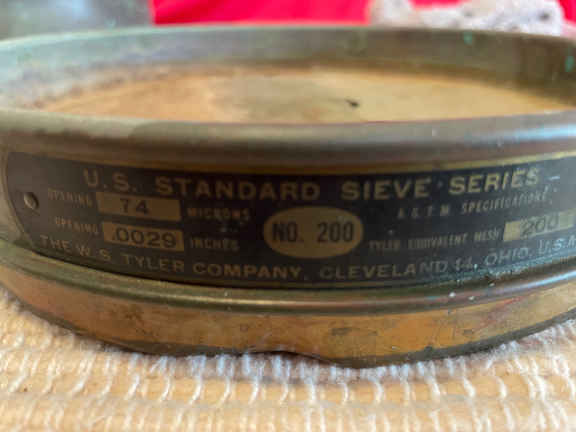 U.S. STANDARD SIEVE SERIES
OPENING 74 MICRONS
A.S.T.M. SPECIFICATIONS
OPENING .0029 INCHES
NO. 200
TYLER EQUIVALENT MESH 200
THE W.S. TYLER COMPANY, CLEVELAND 14, OHIO, U.S.A.